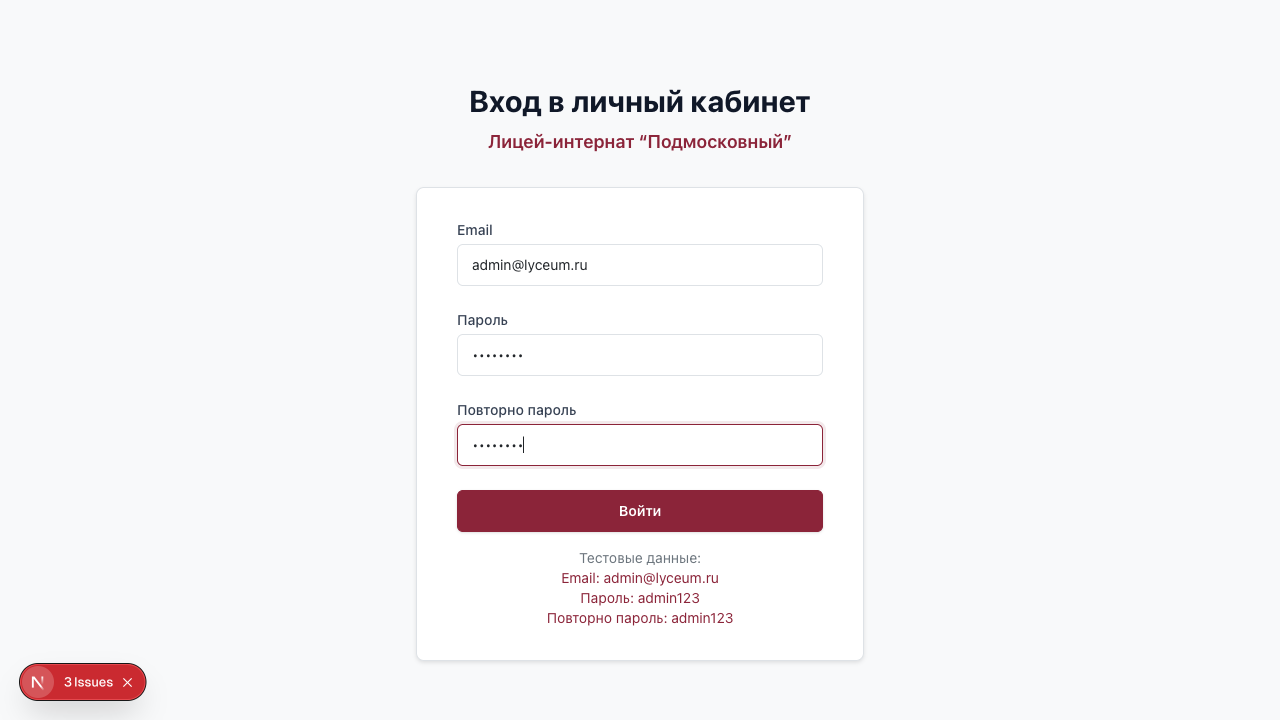 Вход в личный кабинет
Лицей-интернат “Подмосковный”
Email
admin@lyceum.ru
Пароль
••••••••
Повторно пароль
••••••••
Войти
Тестовые данные:
Email: admin@lyceum.ru
Пароль: admin123
Повторно пароль: admin123
N 3 Issues